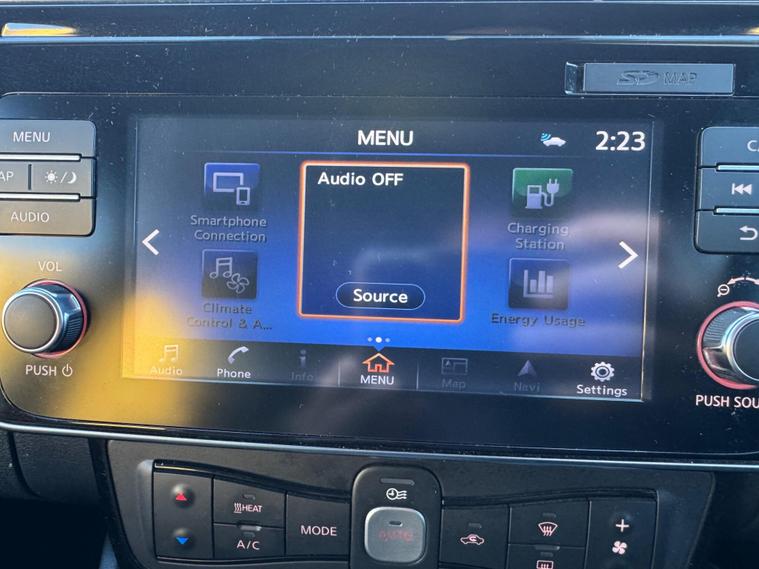 SD MAP
MENU
MENU
2:23
AP
AUDIO
Smartphone
Connection
Audio OFF
Charging
Station
Climate
Control & A...
Source
Energy Usage
VOL
PUSH
Audio
Phone
Info
MENU
Map
Navi
Settings
PUSH SOU
HEAT
A/C
MODE
AUTO
CA